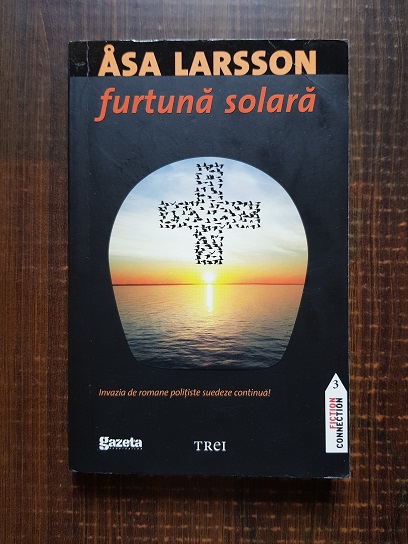 ÅSA LARSSON
furtună solară
Invazia de romane polițiste suedeze continuă!
3
FICTION
CONNECTION
gazeta
TREI